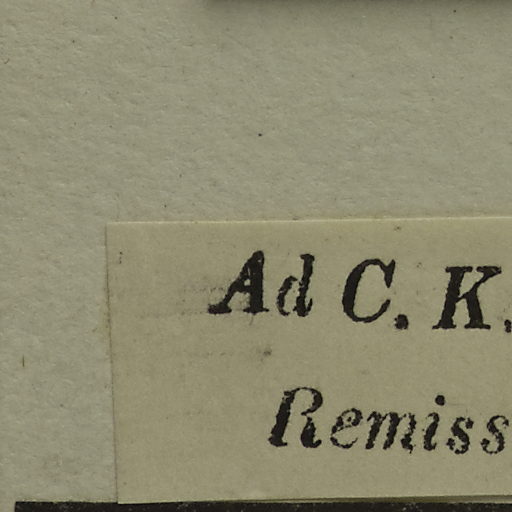 Ad C. K.
Remiss